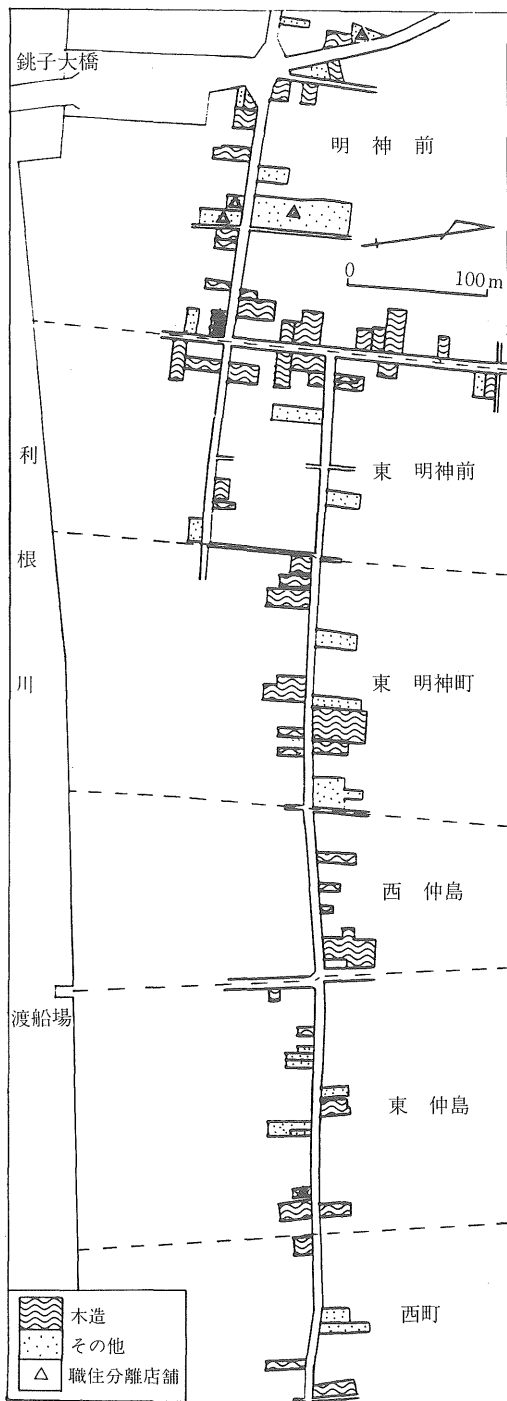 銚子大橋
明神前
0 100m
東 明神前
利根川
東 明神町
西 仲島
渡船場
東 仲島
西町
木造
その他
職住分離店舗